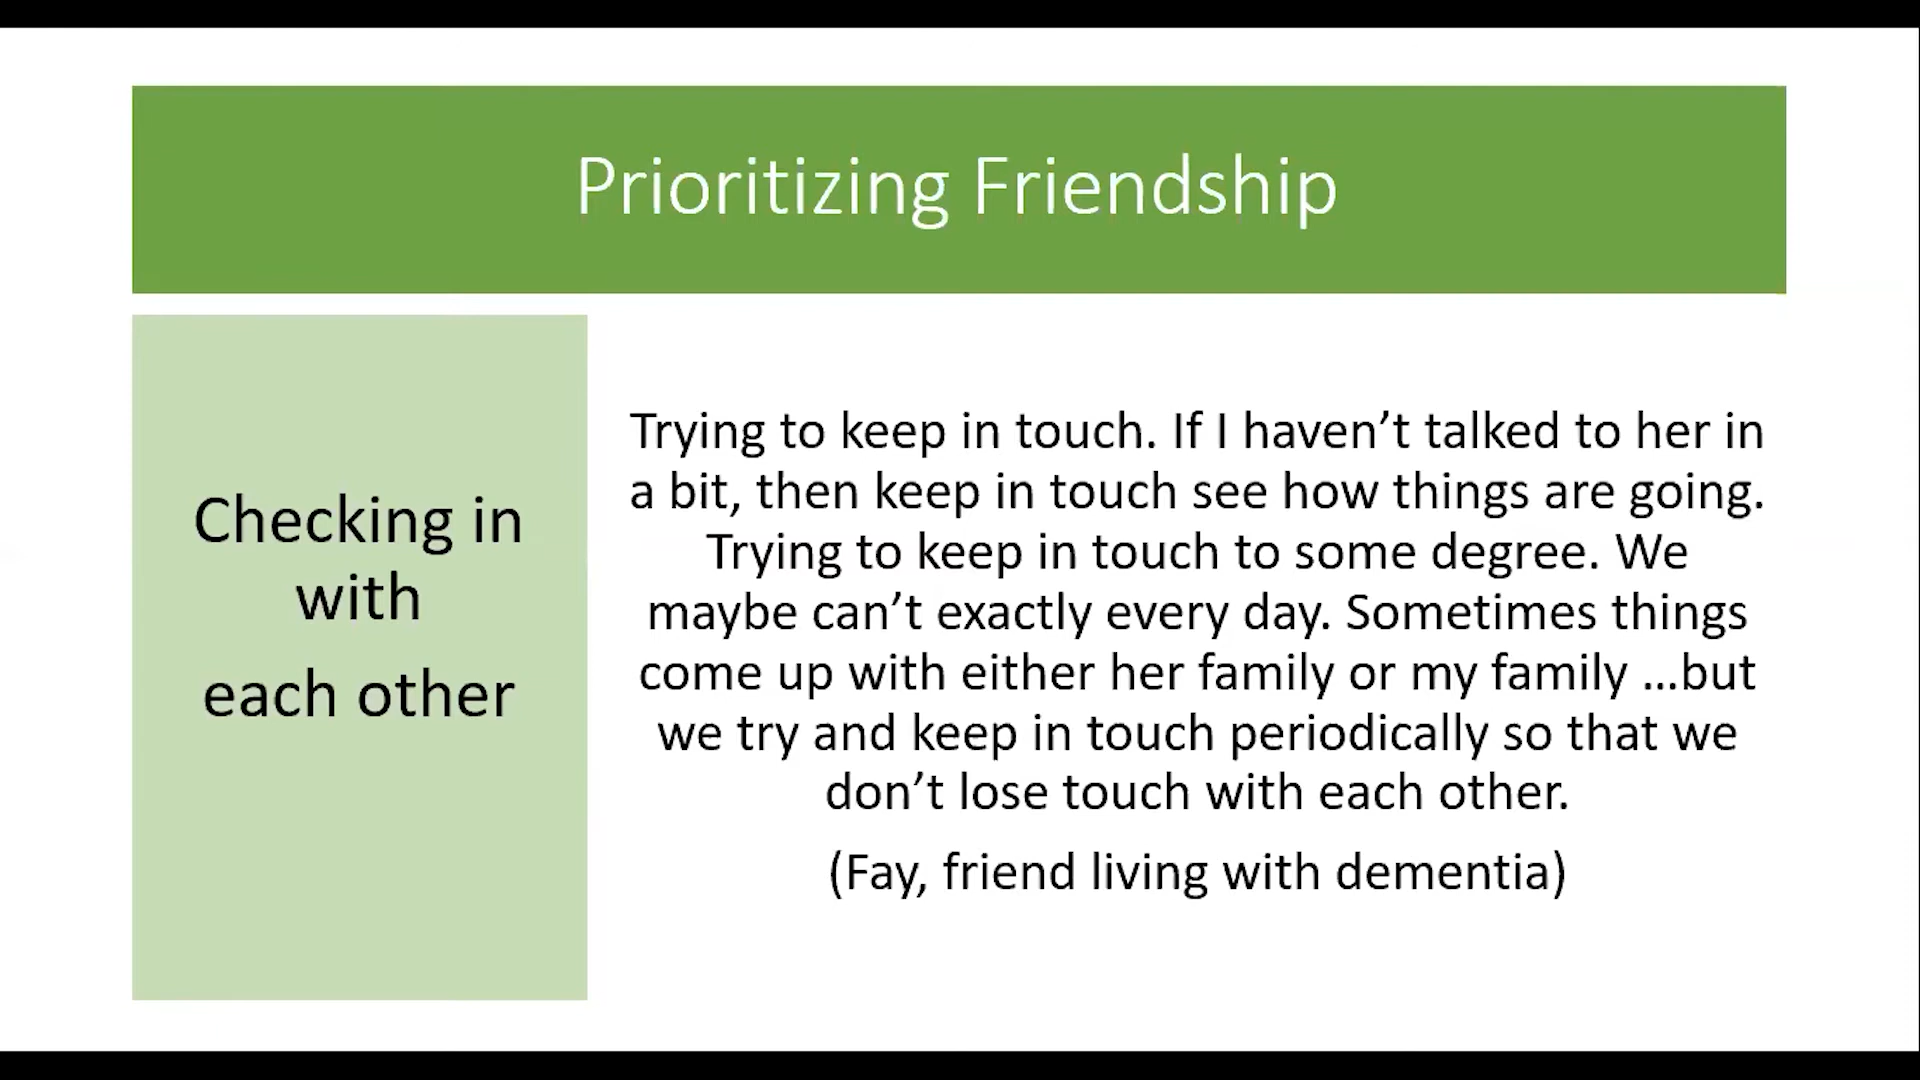 Prioritizing Friendship
Checking in
with
each other
Trying to keep in touch. If I haven’t talked to her in
a bit, then keep in touch see how things are going.
Trying to keep in touch to some degree. We
maybe can’t exactly every day. Sometimes things
come up with either her family or my family …but
we try and keep in touch periodically so that we
don’t lose touch with each other.
(Fay, friend living with dementia)